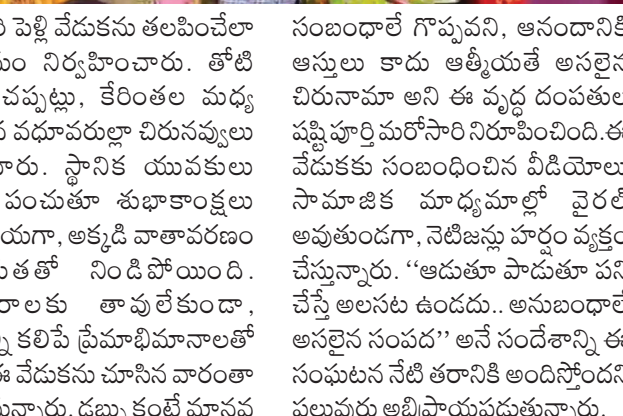 పెళ్లి వేడుకను తలపించేలా
నిర్వహించారు. తోటి
చప్పట్లు, కేరింతల మధ్య
వధూవరుల్లా చిరునవ్వులు
స్థానిక యువకులు
పంచుతూ శుభాకాంక్షలు
అక్కడి వాతావరణం
నిండిపోయింది.
తావులేకుండా,
కలిపే ప్రేమాభిమానాలతో
ఈ వేడుకను చూసిన వారంతా
డబ్బు కంటే మానవ
సంబంధాలే గొప్పవని, ఆనందానికి
ఆస్తులు కాదు ఆత్మీయతే అసలైన
చిరునామా అని ఈ వృద్ధ దంపతుల
షష్టిపూర్తి మరోసారి నిరూపించింది.ఈ
వేడుకకు సంబంధించిన వీడియోలు
సామాజిక మాధ్యమాల్లో వైరల్
అవుతుండగా, నెటిజన్లు హర్షం వ్యక్తం
చేస్తున్నారు. ‘‘ఆడుతూ పాడుతూ పని
చేస్తే అలసట ఉండదు.. అనుబంధాలే
అసలైన సంపద’’ అనే సందేశాన్ని ఈ
సంఘటన నేటి తరానికి అందిస్తోందని
పలువురు అభిప్రాయపడుతున్నారు.